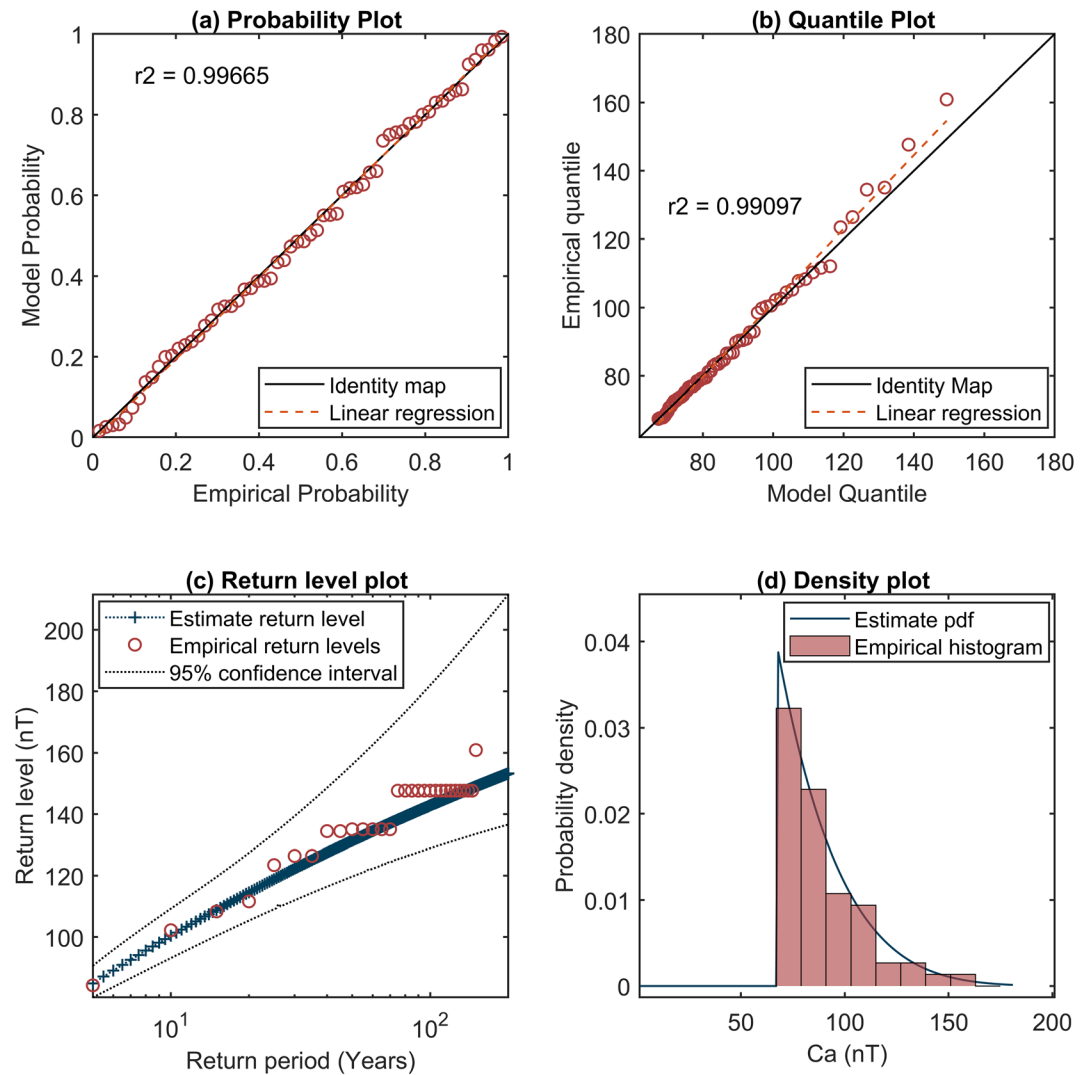 (a) Probability Plot
r2 = 0.99665
1
0.8
0.6
0.4
0.2
0
Model Probability
Identity map
Linear regression
0 0.2 0.4 0.6 0.8 1
Empirical Probability
(b) Quantile Plot
180
160
140
120
100
80
Empirical quantile
r2 = 0.99097
Identity Map
Linear regression
80 100 120 140 160 180
Model Quantile
(c) Return level plot
200
180
160
140
120
100
Return level (nT)
Estimate return level
Empirical return levels
95% confidence interval
10¹ 10²
Return period (Years)
(d) Density plot
0.04
0.03
0.02
0.01
0
Probability density
Estimate pdf
Empirical histogram
50 100 150 200
Ca (nT)